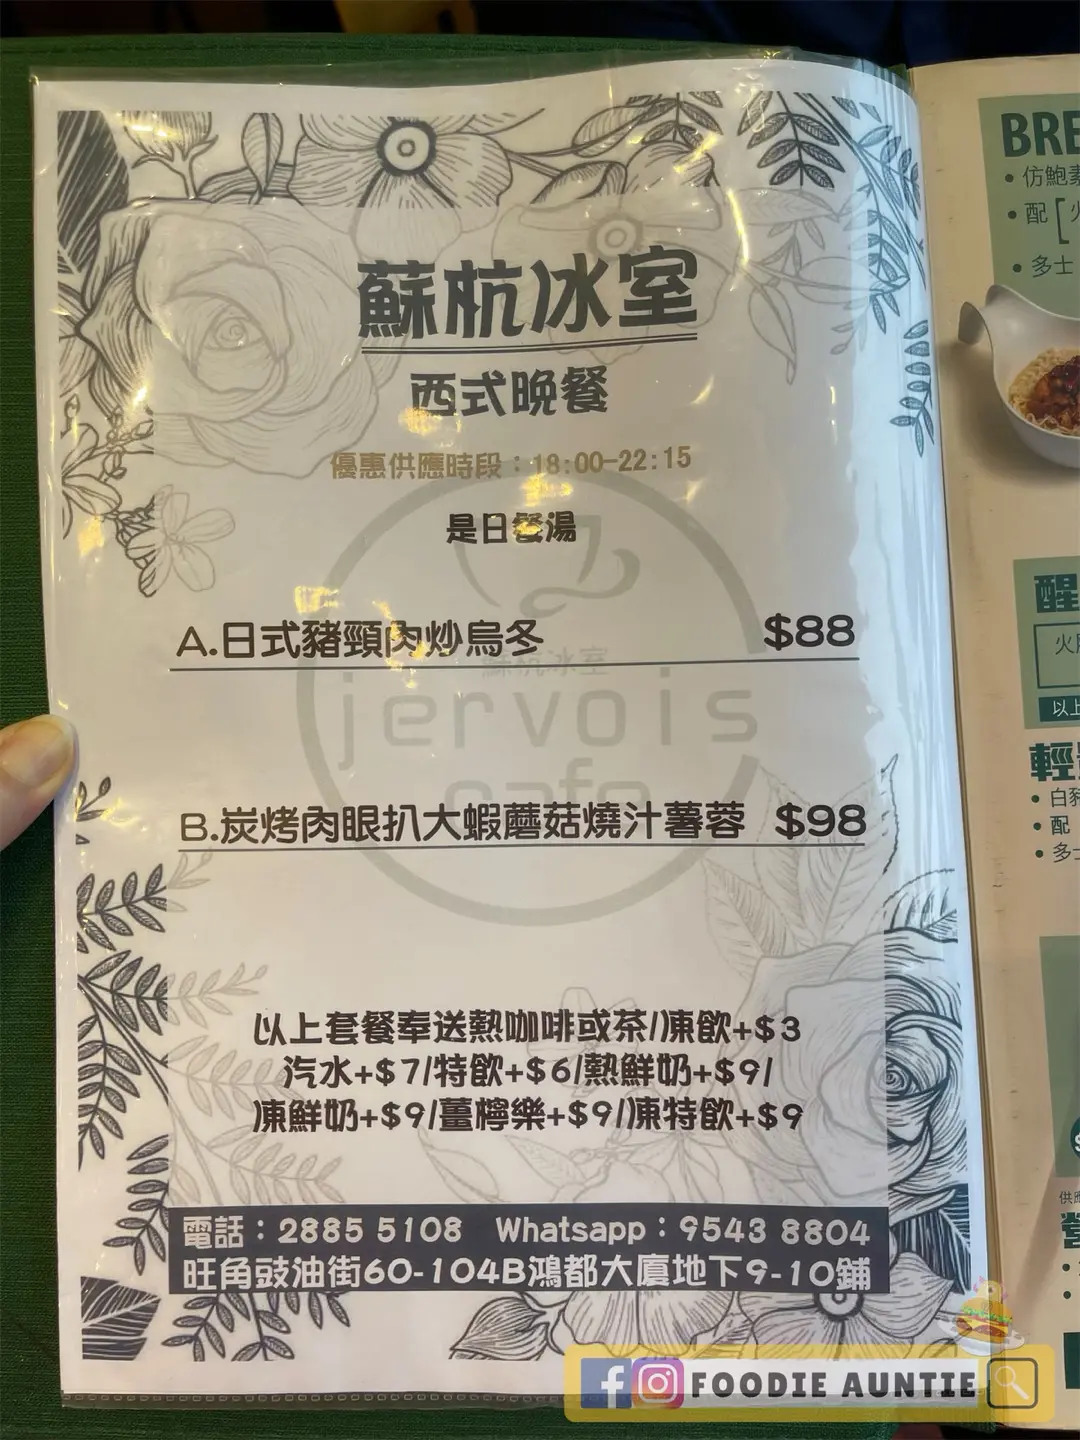 蘇杭冰室
西式晚餐
優惠供應時段：18:00-22:15
是日餐湯
A.日式豬頸肉炒烏冬 $88
蘇杭冰室
jervois
cafe
B.炭烤肉眼扒大蝦蘑菇燒汁薯蓉 $98
以上套餐奉送熱咖啡或茶/凍飲+$3
汽水+$7/特飲+$6/熱鮮奶+$9/
凍鮮奶+$9/薑檸樂+$9/凍特飲+$9
電話：2885 5108 Whatsapp：9543 8804
旺角豉油街60-104B鴻都大廈地下9-10鋪
BRE
• 仿鮑
• 配
• 多士
醒
火
以上
輕
• 白豬
• 配
• 多士
供應
FOODIE AUNTIE